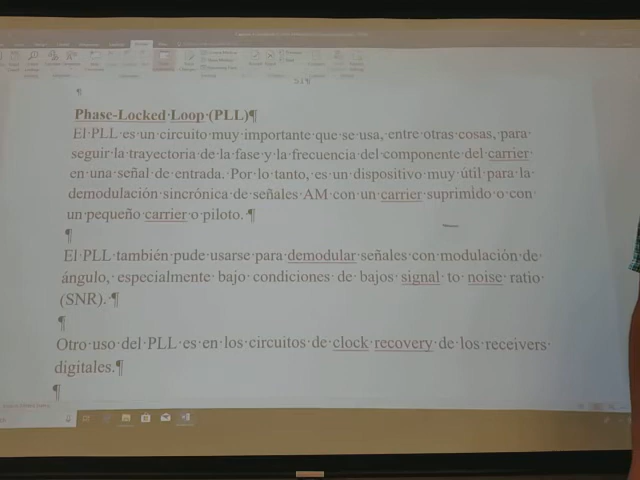 Phase-Locked Loop (PLL)¶
El PLL es un circuito muy importante que se usa, entre otras cosas, para
seguir la trayectoria de la fase y la frecuencia del componente del carrier
en una señal de entrada. Por lo tanto, es un dispositivo muy útil para la
demodulación sincrónica de señales AM con un carrier suprimido o con
un pequeño carrier o piloto. ¶
¶
El PLL también pude usarse para demodular señales con modulación de
ángulo, especialmente bajo condiciones de bajos signal to noise ratio
(SNR). ¶
¶
Otro uso del PLL es en los circuitos de clock recovery de los receivers
digitales.¶
¶